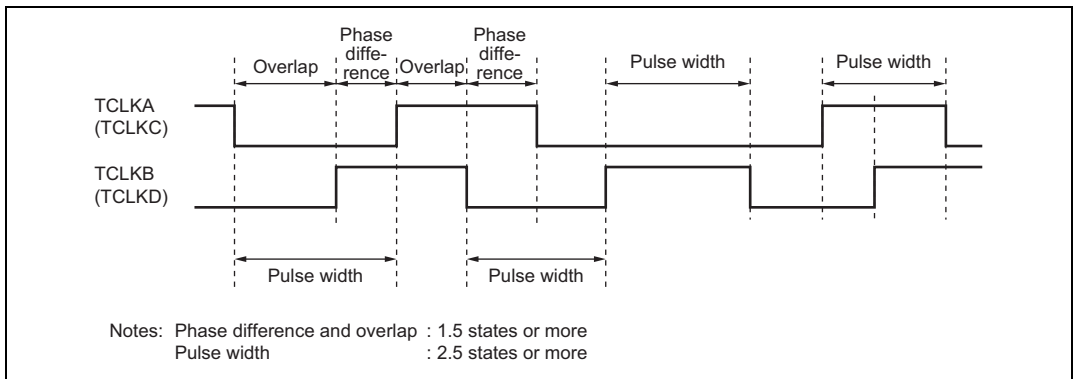 Phase
diffe-
rence
Phase
diffe-
rence
Overlap
Overlap
Pulse width
Pulse width
TCLKA
(TCLKC)
TCLKB
(TCLKD)
Pulse width
Pulse width
Notes: Phase difference and overlap : 1.5 states or more
Pulse width : 2.5 states or more